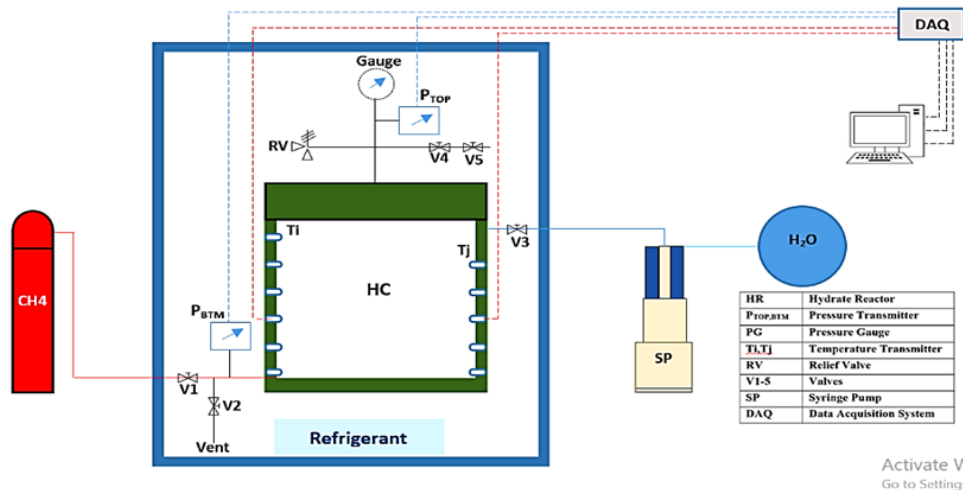 DAQ
Gauge
PTOP
RV
V4 V5
Ti
Tj
V3
H2O
CH4
HC
PBTM
V1
V2
Vent
SP
Refrigerant
HR Hydrate Reactor
PTOP,BTM Pressure Transmitter
PG Pressure Gauge
Ti,Tj Temperature Transmitter
RV Relief Valve
V1-5 Valves
SP Syringe Pump
DAQ Data Acquisition System
Activate W
Go to Setting